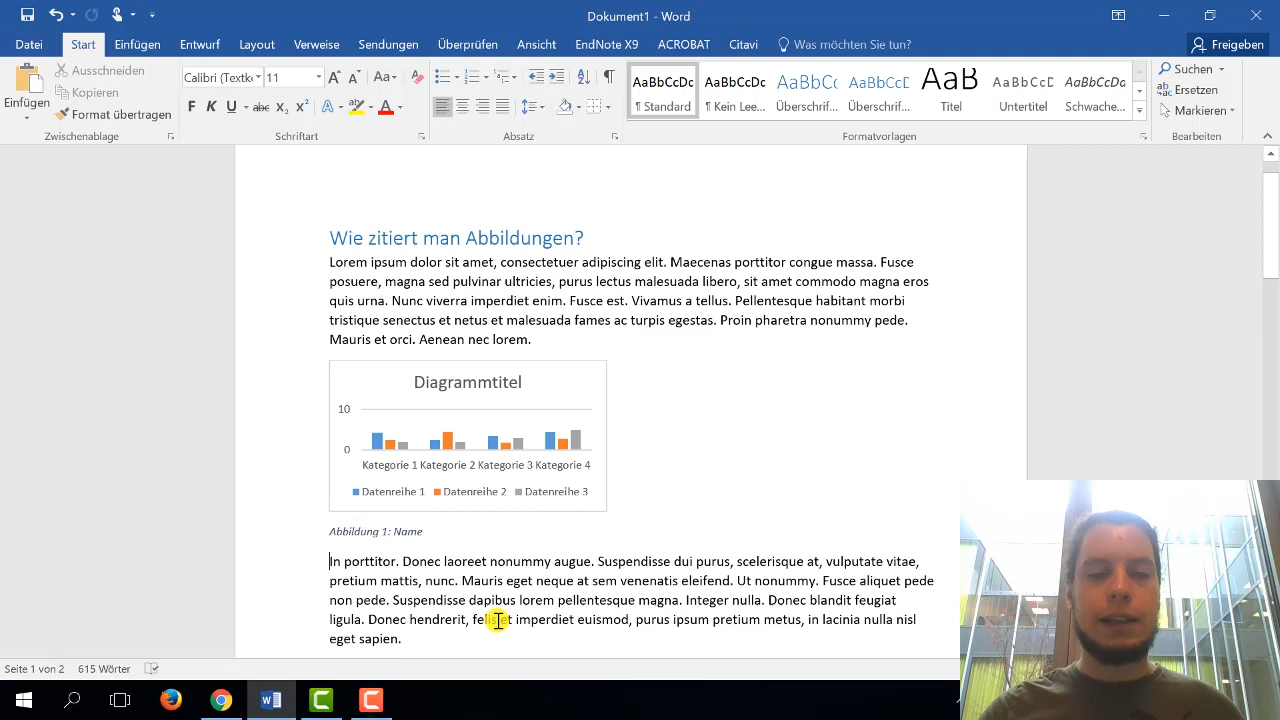 Dokument1 - Word
Datei Start Einfügen Entwurf Layout Verweise Sendungen Überprüfen Ansicht EndNote X9 ACROBAT Citavi Was möchten Sie tun? Freigeben
Einfügen
Ausschneiden
Kopieren
Format übertragen
Zwischenablage
Calibri (Textk 11
F K U abc x₂ x² A ab A
Schriftart
Absatz
AaBbCcDc AaBbCcDc AaBbCc AaBbCcD AaB AaBbCcDc AaBbCcDc
¶ Standard ¶ Kein Lee... Überschrif... Überschrif... Titel Untertitel Schwache...
Formatvorlagen
Suchen
Ersetzen
Markieren
Bearbeiten
Wie zitiert man Abbildungen?
Lorem ipsum dolor sit amet, consectetuer adipiscing elit. Maecenas porttitor congue massa. Fusce
posuere, magna sed pulvinar ultricies, purus lectus malesuada libero, sit amet commodo magna eros
quis urna. Nunc viverra imperdiet enim. Fusce est. Vivamus a tellus. Pellentesque habitant morbi
tristique senectus et netus et malesuada fames ac turpis egestas. Proin pharetra nonummy pede.
Mauris et orci. Aenean nec lorem.
Diagrammtitel
10
0
Kategorie 1 Kategorie 2 Kategorie 3 Kategorie 4
Datenreihe 1 Datenreihe 2 Datenreihe 3
Abbildung 1: Name
In porttitor. Donec laoreet nonummy augue. Suspendisse dui purus, scelerisque at, vulputate vitae,
pretium mattis, nunc. Mauris eget neque at sem venenatis eleifend. Ut nonummy. Fusce aliquet pede
non pede. Suspendisse dapibus lorem pellentesque magna. Integer nulla. Donec blandit feugiat
ligula. Donec hendrerit, felis et imperdiet euismod, purus ipsum pretium metus, in lacinia nulla nisl
eget sapien.
Seite 1 von 2 615 Wörter